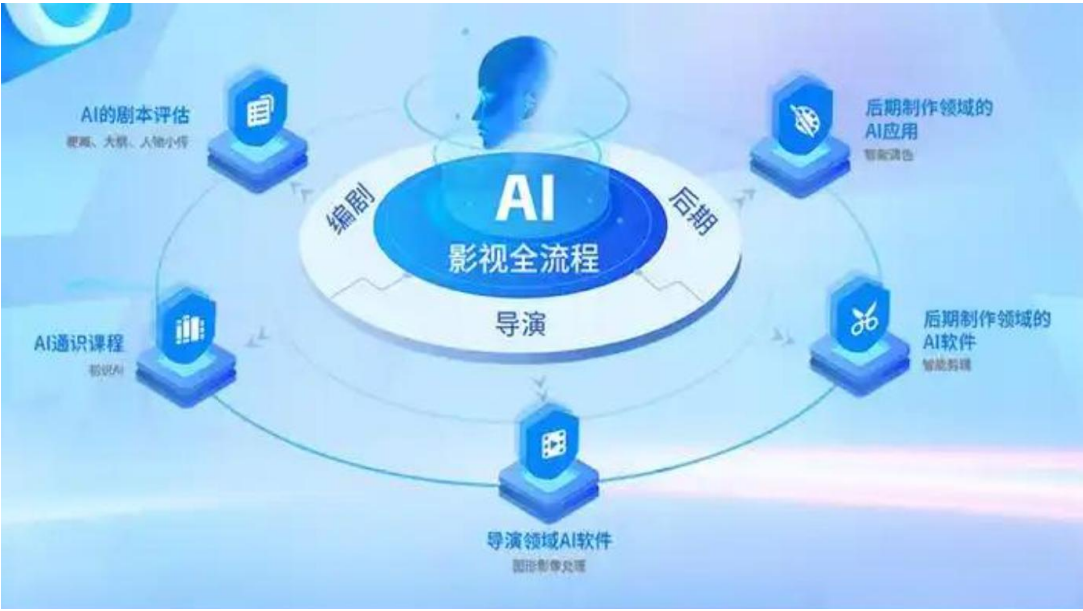 AI的剧本评估
梗概、大纲、人物小传
后期制作领域的
AI应用
智能调色
编剧
AI
影视全流程
后期
导演
AI通识课程
初识AI
后期制作领域的
AI软件
智能剪辑
导演领域AI软件
图形影像处理